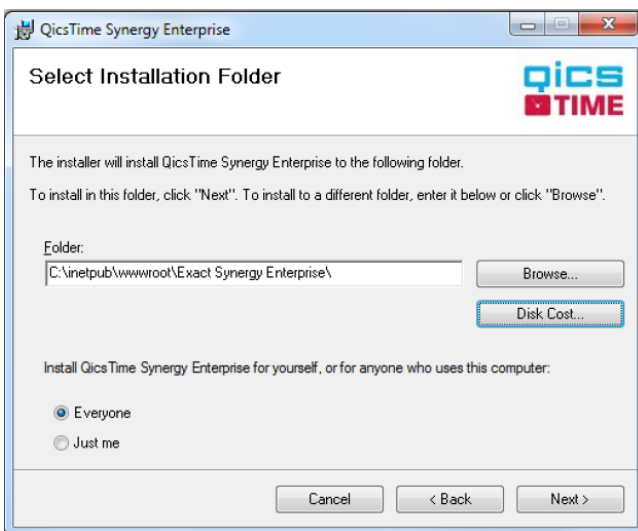 QicsTime Synergy Enterprise
Select Installation Folder
QiCS
TIME
The installer will install QicsTime Synergy Enterprise to the following folder.
To install in this folder, click "Next". To install to a different folder, enter it below or click "Browse".
Folder:
C:\inetpub\wwwroot\Exact Synergy Enterprise\
Browse...
Disk Cost...
Install QicsTime Synergy Enterprise for yourself, or for anyone who uses this computer:
Everyone
Just me
Cancel
< Back
Next >